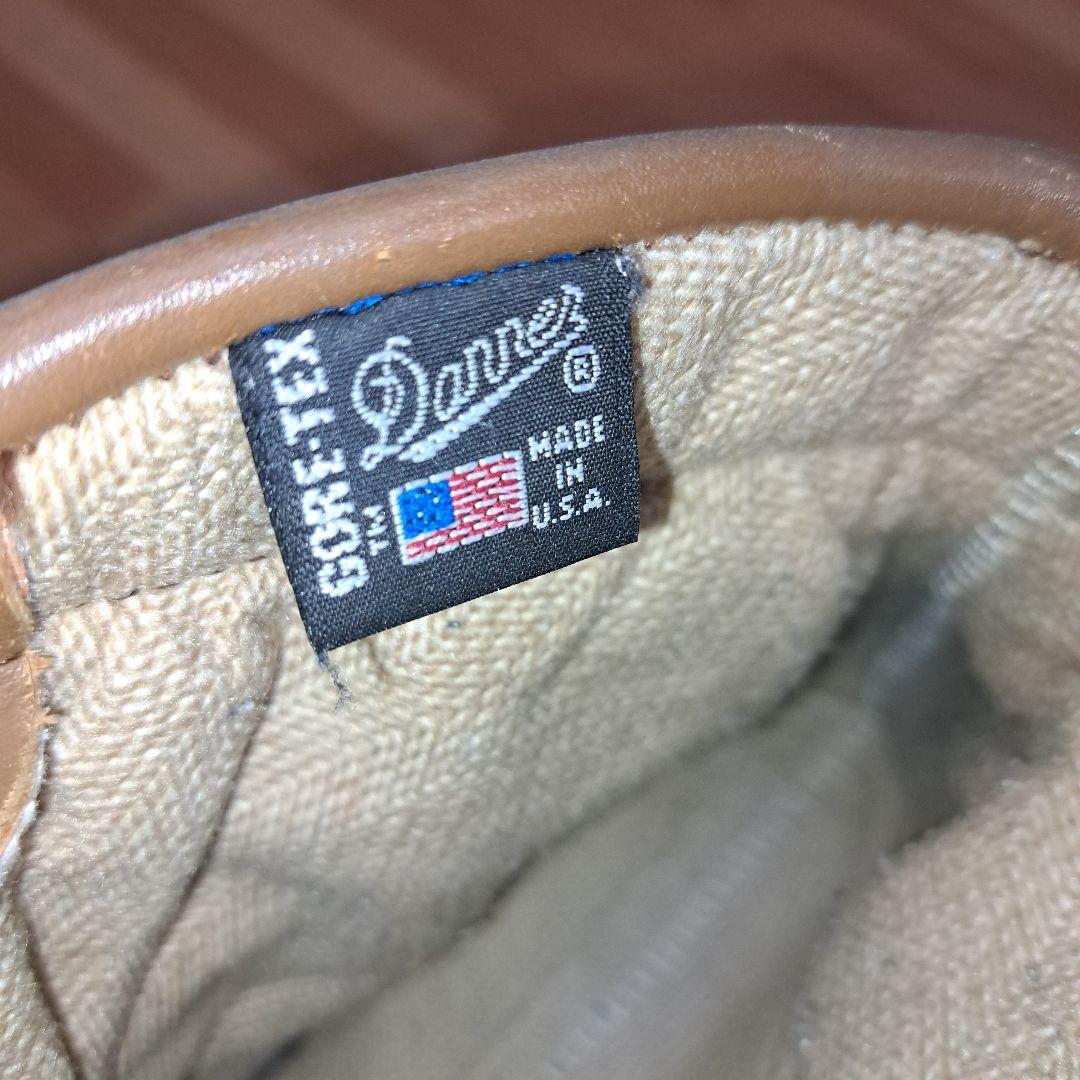 GORE-TEX
TM
Danner®
MADE
IN
U.S.A.